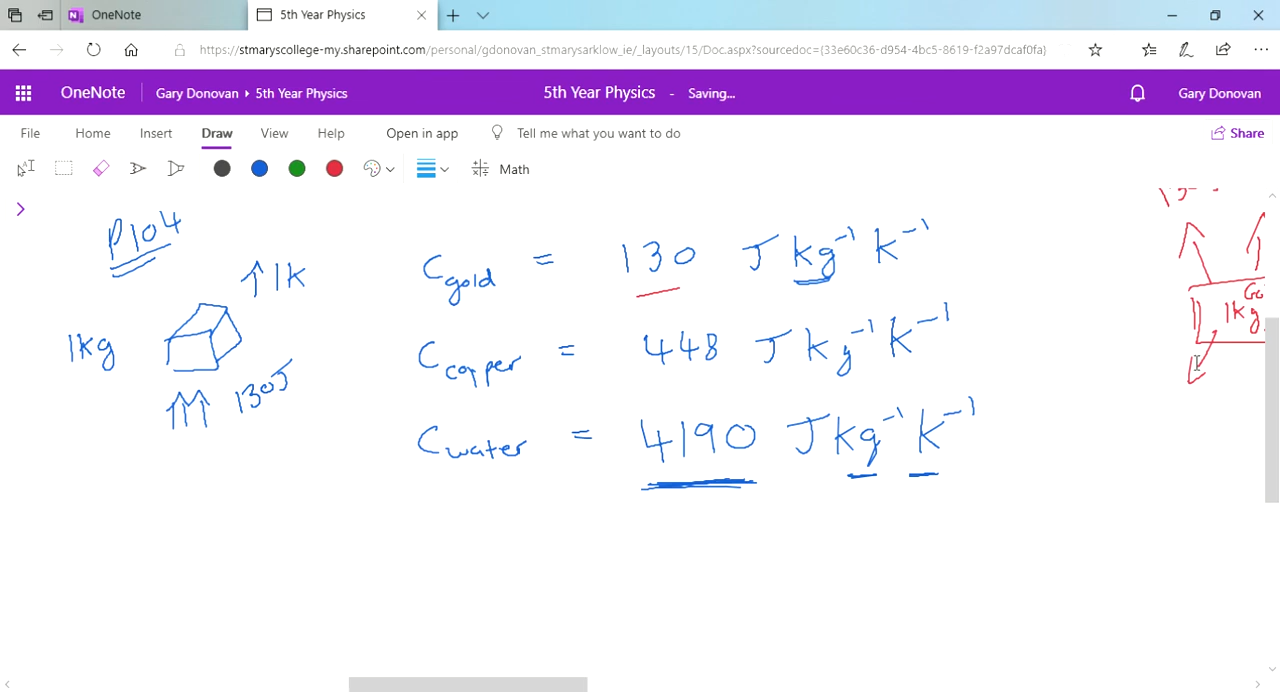 OneNote
5th Year Physics
https://stmaryscollege-my.sharepoint.com/personal/gdonovan_stmarysarklow_ie/_layouts/15/Doc.aspx?sourcedoc={33e60c36-d954-4bc5-8619-f2a97dcaf0fa}
OneNote Gary Donovan › 5th Year Physics 5th Year Physics - Saving... Gary Donovan
File Home Insert Draw View Help Open in app Tell me what you want to do Share
Math
P104
↑ 1K
1kg
130J
C gold = 130 J kg⁻¹ K⁻¹
C copper = 448 J kg⁻¹ K⁻¹
C water = 4190 J kg⁻¹ K⁻¹
1kg